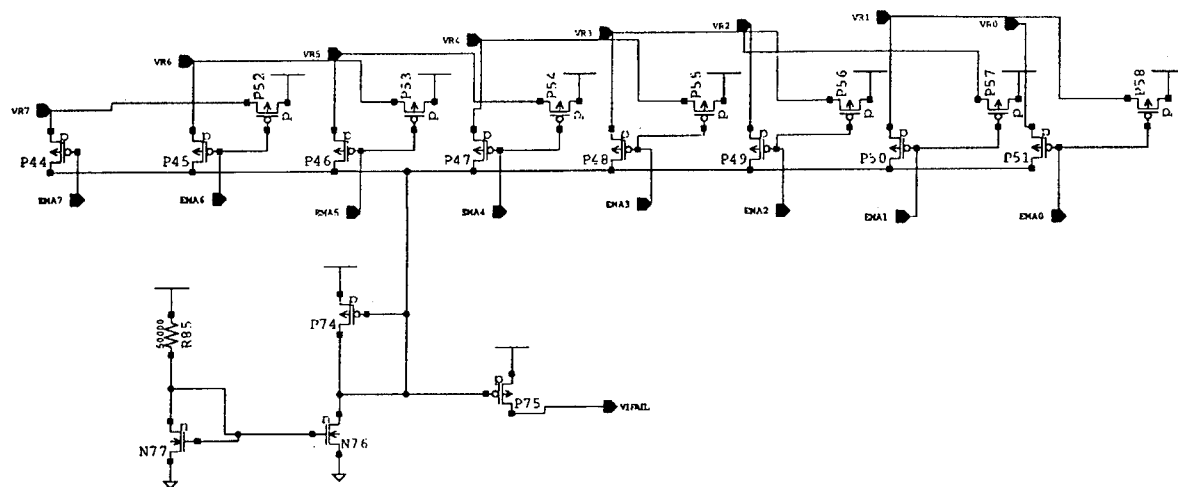 VR7
VR6
VR5
VR4
VR3
VR2
VR1
VR0
P52
P53
P54
P55
P56
P57
P58
p
p
p
p
p
p
p
P44
P45
P46
P47
P48
P49
P50
P51
p
p
p
p
p
p
p
p
EMA7
EMA6
EMA5
EMA4
EMA3
EMA2
EMA1
EMA0
50000
R85
P74
p
P75
p
VIFAIL
N77
n
N76
n